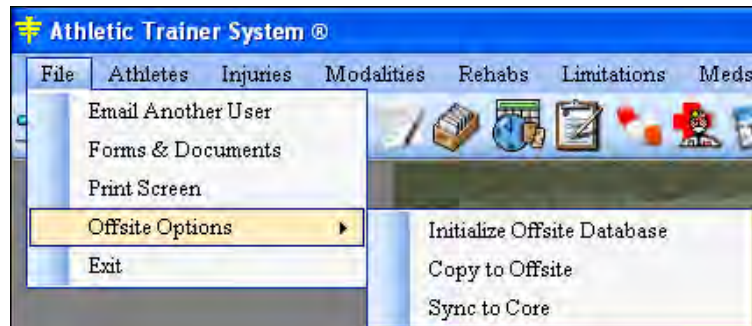 Athletic Trainer System ®
File Athletes Injuries Modalities Rehabs Limitations Meds
Email Another User
Forms & Documents
Print Screen
Offsite Options
Exit
Initialize Offsite Database
Copy to Offsite
Sync to Core